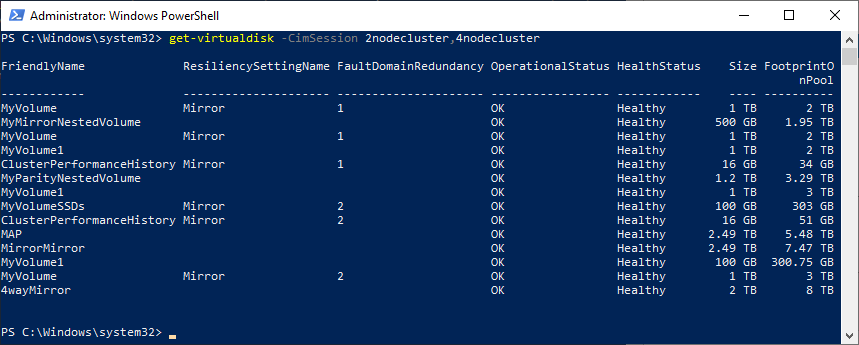 Administrator: Windows PowerShell
PS C:\Windows\system32> get-virtualdisk -CimSession 2nodecluster,4nodecluster
FriendlyName ResiliencySettingName FaultDomainRedundancy OperationalStatus HealthStatus Size FootprintO
nPool
------------ --------------------- --------------------- ----------------- ------------ ---- -----------
MyVolume Mirror 1 OK Healthy 1 TB 2 TB
MyMirrorNestedVolume OK Healthy 500 GB 1.95 TB
MyVolume Mirror 1 OK Healthy 1 TB 2 TB
MyVolume1 OK Healthy 1 TB 2 TB
ClusterPerformanceHistory Mirror 1 OK Healthy 16 GB 34 GB
MyParityNestedVolume OK Healthy 1.2 TB 3.29 TB
MyVolume1 OK Healthy 1 TB 3 TB
MyVolumeSSDs Mirror 2 OK Healthy 100 GB 303 GB
ClusterPerformanceHistory Mirror 2 OK Healthy 16 GB 51 GB
MAP OK Healthy 2.49 TB 5.48 TB
MirrorMirror OK Healthy 2.49 TB 7.47 TB
MyVolume1 OK Healthy 100 GB 300.75 GB
MyVolume Mirror 2 OK Healthy 1 TB 3 TB
4wayMirror OK Healthy 2 TB 8 TB
PS C:\Windows\system32> _